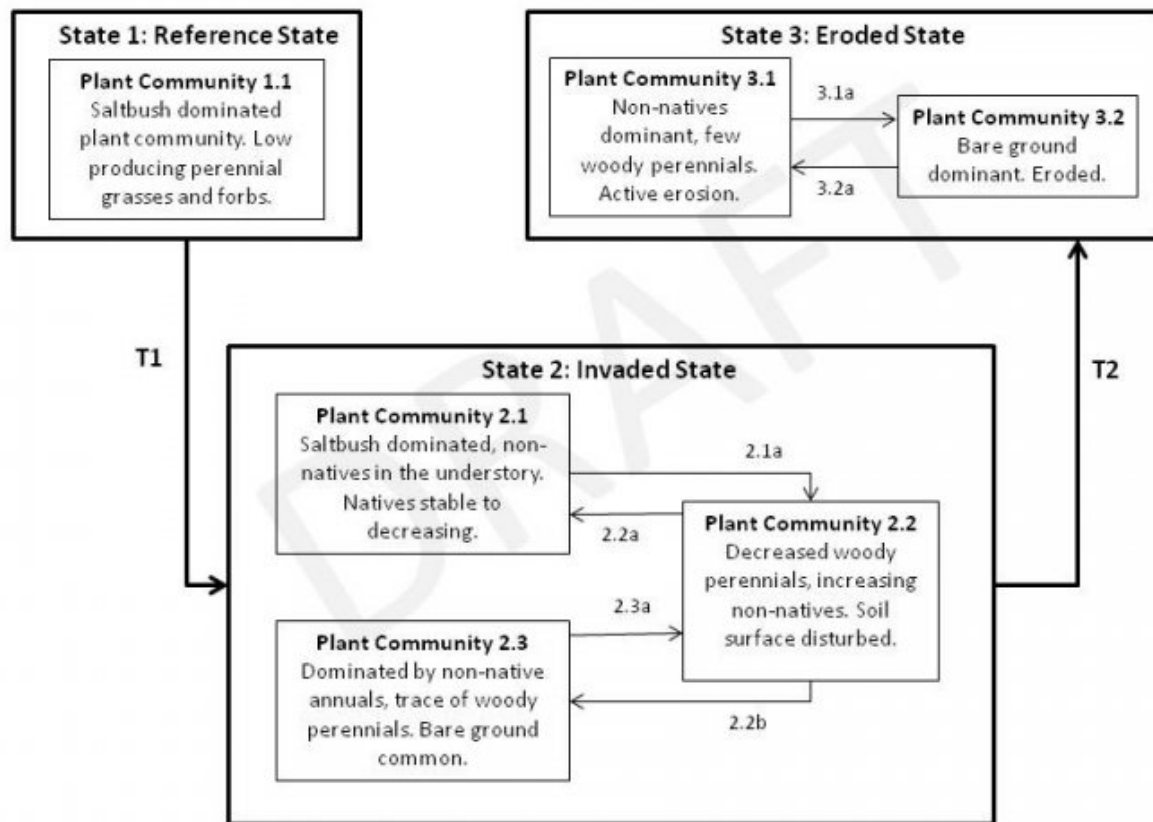 State 1: Reference State
Plant Community 1.1
Saltbush dominated
plant community. Low
producing perennial
grasses and forbs.
State 3: Eroded State
Plant Community 3.1
Non-natives
dominant, few
woody perennials.
Active erosion.
3.1a
3.2a
Plant Community 3.2
Bare ground
dominant. Eroded.
T1
T2
State 2: Invaded State
Plant Community 2.1
Saltbush dominated, non-
natives in the understory.
Natives stable to
decreasing.
2.1a
2.2a
Plant Community 2.2
Decreased woody
perennials, increasing
non-natives. Soil
surface disturbed.
2.3a
2.2b
Plant Community 2.3
Dominated by non-native
annuals, trace of woody
perennials. Bare ground
common.
DRAFT